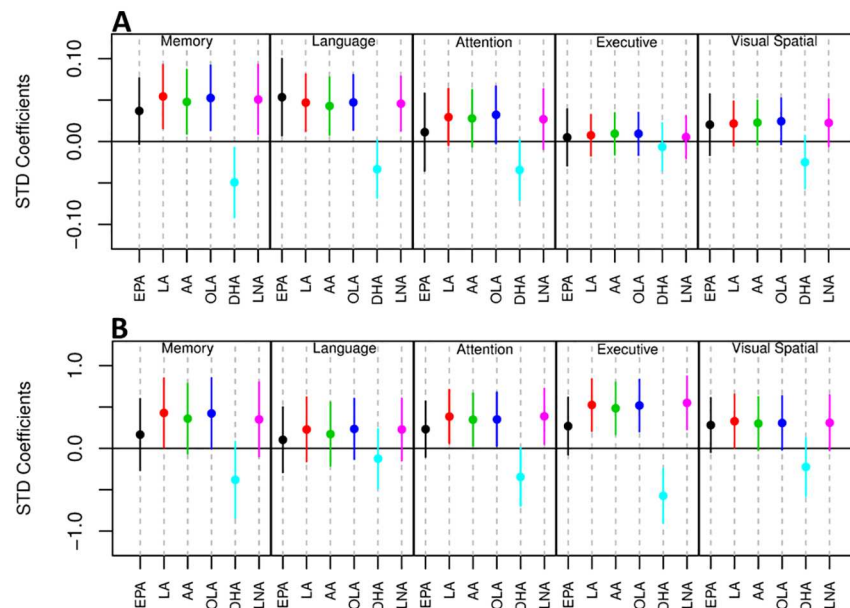 A
Memory Language Attention Executive Visual Spatial
STD Coefficients
0.10
0.00
−0.10
EPA LA AA OLA DHA LNA EPA LA AA OLA DHA LNA EPA LA AA OLA DHA LNA EPA LA AA OLA DHA LNA EPA LA AA OLA DHA LNA
B
Memory Language Attention Executive Visual Spatial
STD Coefficients
1.0
0.0
−1.0
EPA LA AA OLA DHA LNA EPA LA AA OLA DHA LNA EPA LA AA OLA DHA LNA EPA LA AA OLA DHA LNA EPA LA AA OLA DHA LNA